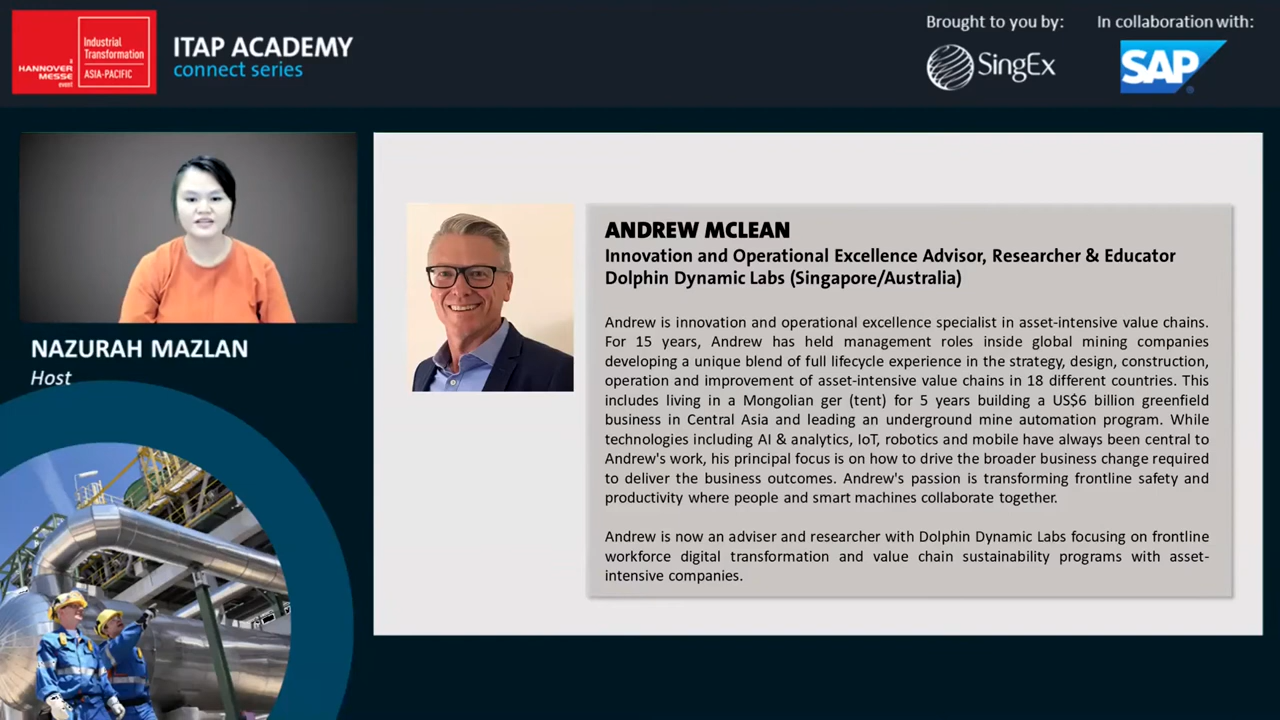 HANNOVER
MESSE
event
Industrial
Transformation
ASIA-PACIFIC
ITAP ACADEMY
connect series
Brought to you by:
SingEx
In collaboration with:
SAP
NAZURAH MAZLAN
Host
ANDREW MCLEAN
Innovation and Operational Excellence Advisor, Researcher & Educator
Dolphin Dynamic Labs (Singapore/Australia)
Andrew is innovation and operational excellence specialist in asset-intensive value chains.
For 15 years, Andrew has held management roles inside global mining companies
developing a unique blend of full lifecycle experience in the strategy, design, construction,
operation and improvement of asset-intensive value chains in 18 different countries. This
includes living in a Mongolian ger (tent) for 5 years building a US$6 billion greenfield
business in Central Asia and leading an underground mine automation program. While
technologies including AI & analytics, IoT, robotics and mobile have always been central to
Andrew's work, his principal focus is on how to drive the broader business change required
to deliver the business outcomes. Andrew's passion is transforming frontline safety and
productivity where people and smart machines collaborate together.
Andrew is now an adviser and researcher with Dolphin Dynamic Labs focusing on frontline
workforce digital transformation and value chain sustainability programs with asset-
intensive companies.